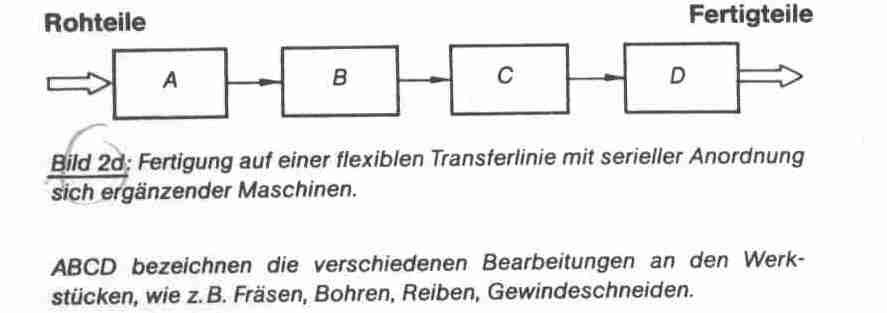 Rohteile
Fertigteile
A
B
C
D
Bild 2d: Fertigung auf einer flexiblen Transferlinie mit serieller Anordnung
sich ergänzender Maschinen.
ABCD bezeichnen die verschiedenen Bearbeitungen an den Werk-
stücken, wie z.B. Fräsen, Bohren, Reiben, Gewindeschneiden.